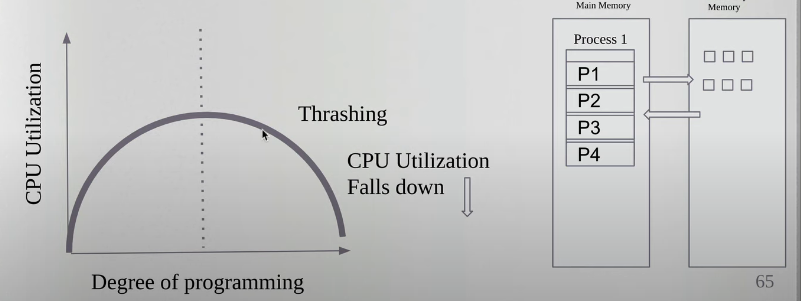 Main Memory
Memory
CPU Utilization
Thrashing
CPU Utilization
Falls down
Degree of programming
Process 1
P1
P2
P3
P4
65